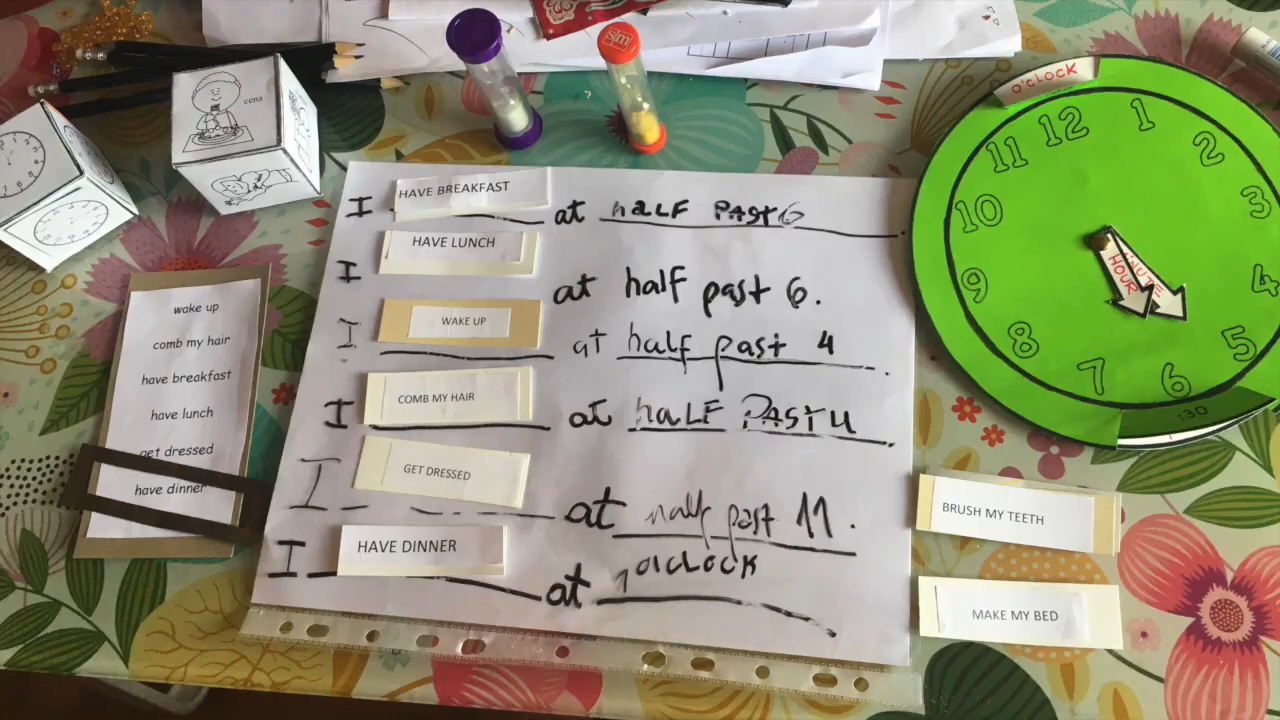 cena
sim
O'CLOCK
12
1
11
2
10
3
9
4
8
5
7
6
MINUTE
HOUR
:30
I HAVE BREAKFAST at haLF PAST 6
I HAVE LUNCH at half past 6.
I WAKE UP at half past 4.
I COMB MY HAIR at haLF PAST 4.
I GET DRESSED at half past 11.
I HAVE DINNER at 1 O'CLOCK
wake up
comb my hair
have breakfast
have lunch
get dressed
have dinner
BRUSH MY TEETH
MAKE MY BED